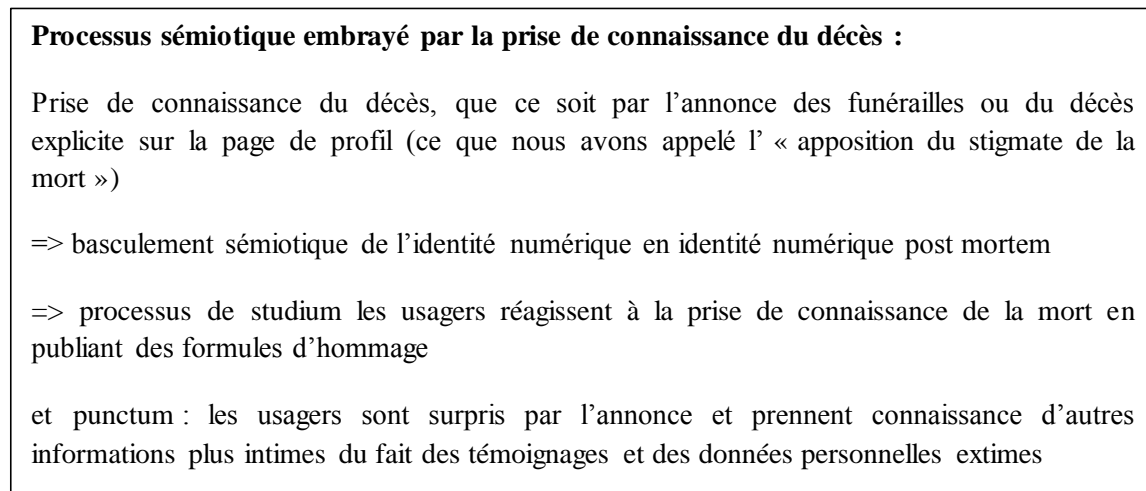 Processus sémiotique embrayé par la prise de connaissance du décès :
Prise de connaissance du décès, que ce soit par l’annonce des funérailles ou du décès
explicite sur la page de profil (ce que nous avons appelé l’ « apposition du stigmate de la
mort »)
=> basculement sémiotique de l’identité numérique en identité numérique post mortem
=> processus de studium les usagers réagissent à la prise de connaissance de la mort en
publiant des formules d’hommage
et punctum : les usagers sont surpris par l’annonce et prennent connaissance d’autres
informations plus intimes du fait des témoignages et des données personnelles extimes